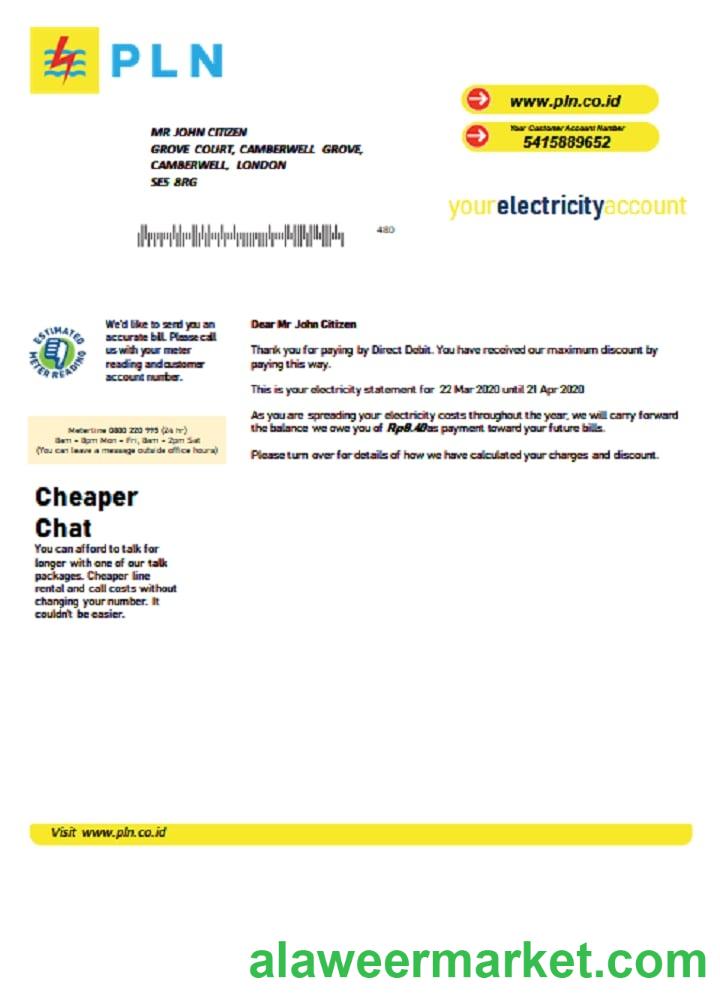 PLN
www.pln.co.id
Your Customer Account Number
5415889652
MR JOHN CITIZEN
GROVE COURT, CAMBERWELL GROVE,
CAMBERWELL, LONDON
SE5 8RG
yourelectricityaccount
480
ESTIMATED
METER READING
We'd like to send you an
accurate bill. Please call
us with your meter
reading and customer
account number.
Meterline 0800 220 995 (24 hr)
8am - 8pm Mon - Fri, 8am - 2pm Sat
(You can leave a message outside office hours)
Cheaper
Chat
You can afford to talk for
longer with one of our talk
packages. Cheaper line
rental and call costs without
changing your number. It
couldn't be easier.
Dear Mr John Citizen
Thank you for paying by Direct Debit. You have received our maximum discount by
paying this way.
This is your electricity statement for 22 Mar 2020 until 21 Apr 2020
As you are spreading your electricity costs throughout the year, we will carry forward
the balance we owe you of Rp8.40as payment toward your future bills.
Please turn over for details of how we have calculated your charges and discount.
Visit www.pln.co.id
alaweermarket.com